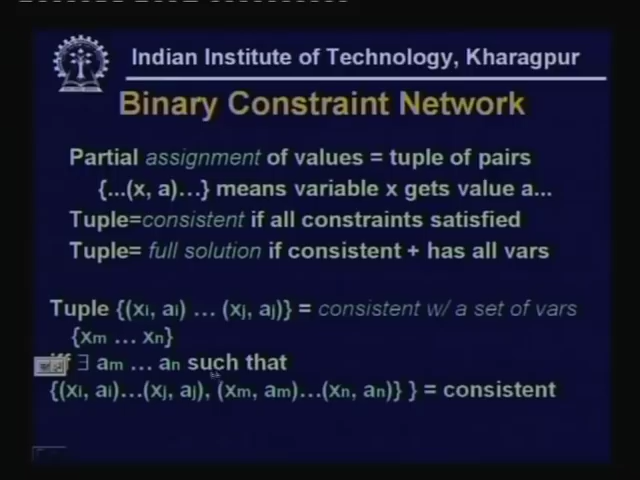 Indian Institute of Technology, Kharagpur
Binary Constraint Network
Partial assignment of values = tuple of pairs
{...(x, a)...} means variable x gets value a...
Tuple=consistent if all constraints satisfied
Tuple= full solution if consistent + has all vars
Tuple {(xi, ai) ... (xj, aj)} = consistent w/ a set of vars
{xm ... xn}
iff ∃ am ... an such that
{(xi, ai)...(xj, aj), (xm, am)...(xn, an)} } = consistent